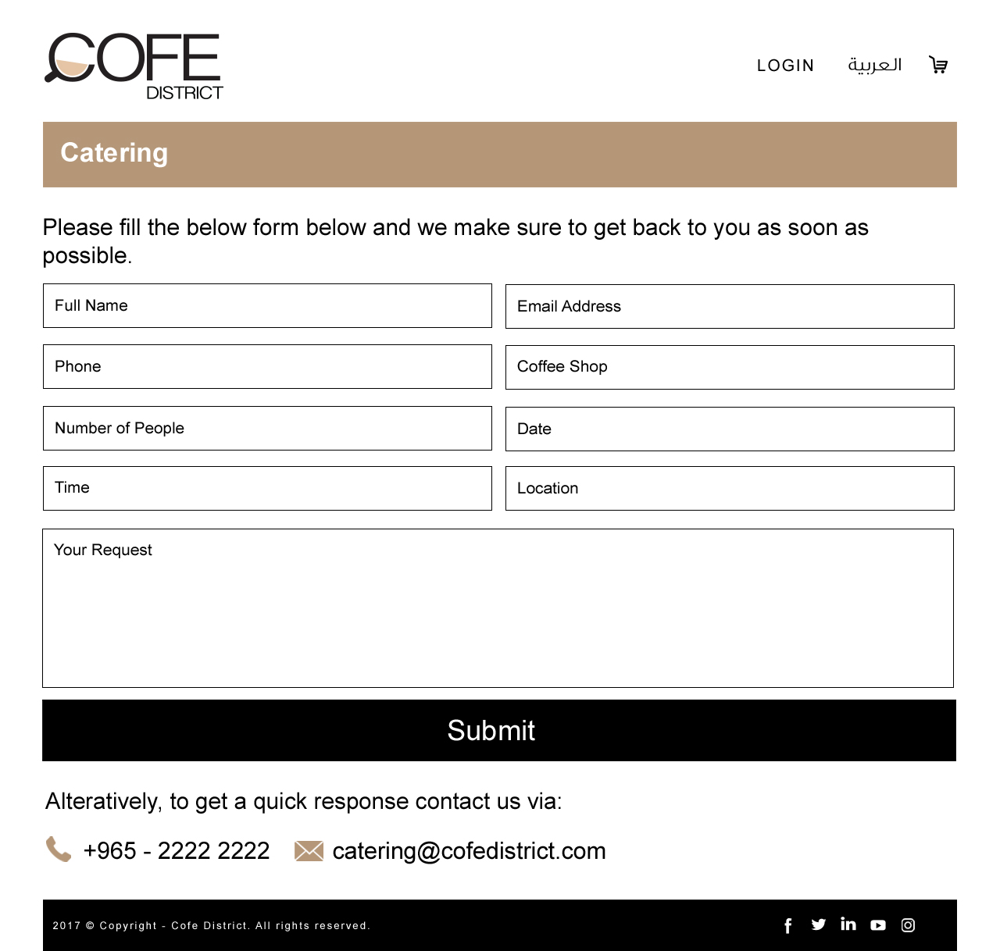 COFE
DISTRICT
LOGIN
العربية
Catering
Please fill the below form below and we make sure to get back to you as soon as
possible.
Full Name
Email Address
Phone
Coffee Shop
Number of People
Date
Time
Location
Your Request
Submit
Alteratively, to get a quick response contact us via:
+965 - 2222 2222
catering@cofedistrict.com
2017 © Copyright - Cofe District. All rights reserved.